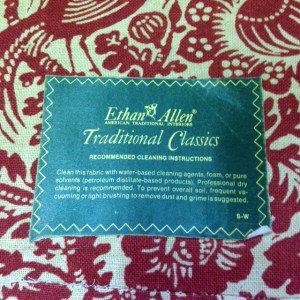 Ethan Allen
AMERICAN TRADITIONAL INTERIORS
Traditional Classics
RECOMMENDED CLEANING INSTRUCTIONS
Clean this fabric with water-based cleaning agents, foam, or pure
solvents (petroleum distillate-based products). Professional dry
cleaning is recommended. To prevent overall soil, frequent va-
cuuming or light brushing to remove dust and grime is suggested.
S-W